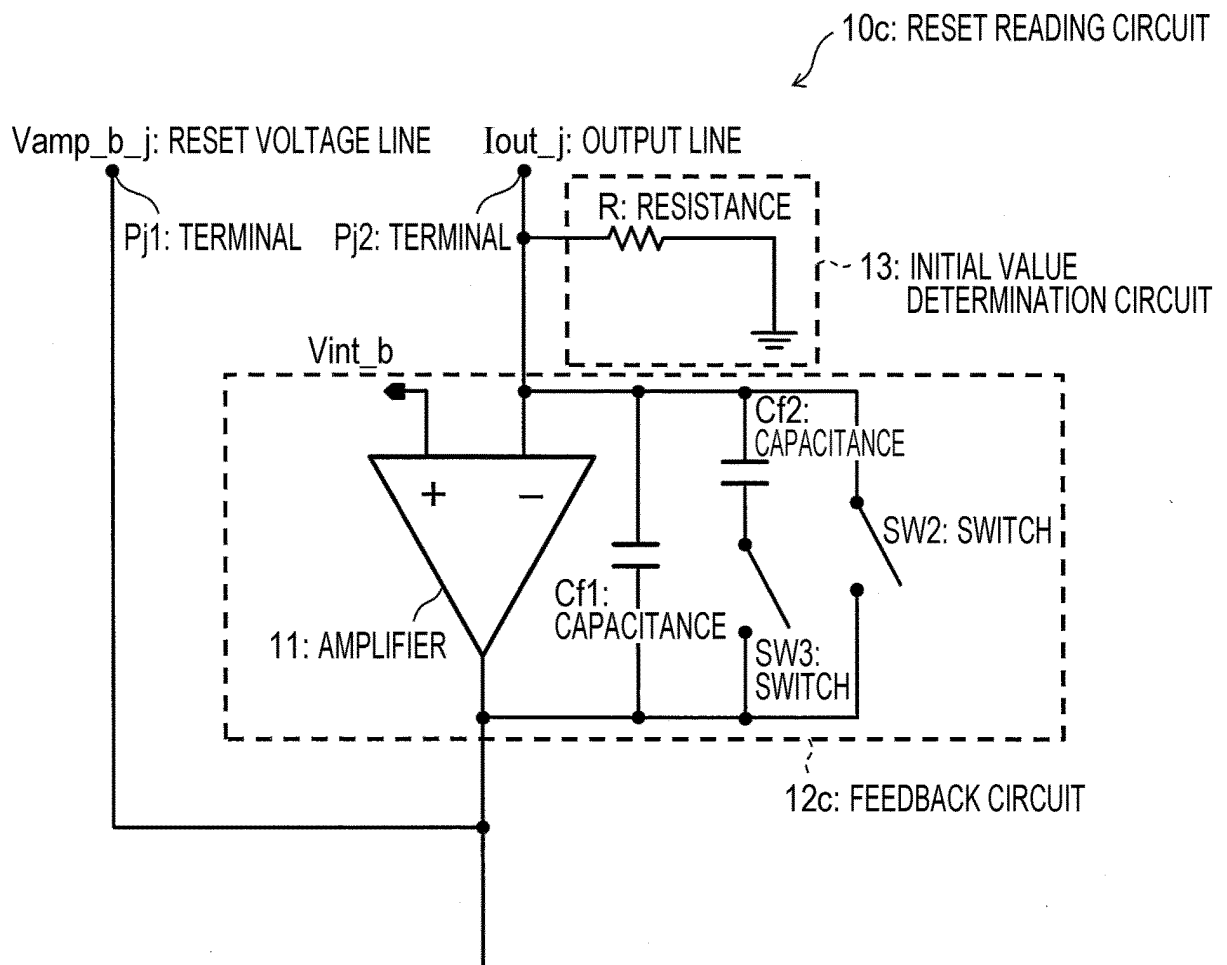 10c: RESET READING CIRCUIT
Vamp_b_j: RESET VOLTAGE LINE
Iout_j: OUTPUT LINE
R: RESISTANCE
Pj1: TERMINAL
Pj2: TERMINAL
13: INITIAL VALUE
DETERMINATION CIRCUIT
Vint_b
Cf2:
CAPACITANCE
+
−
SW2: SWITCH
Cf1:
CAPACITANCE
11: AMPLIFIER
SW3:
SWITCH
12c: FEEDBACK CIRCUIT